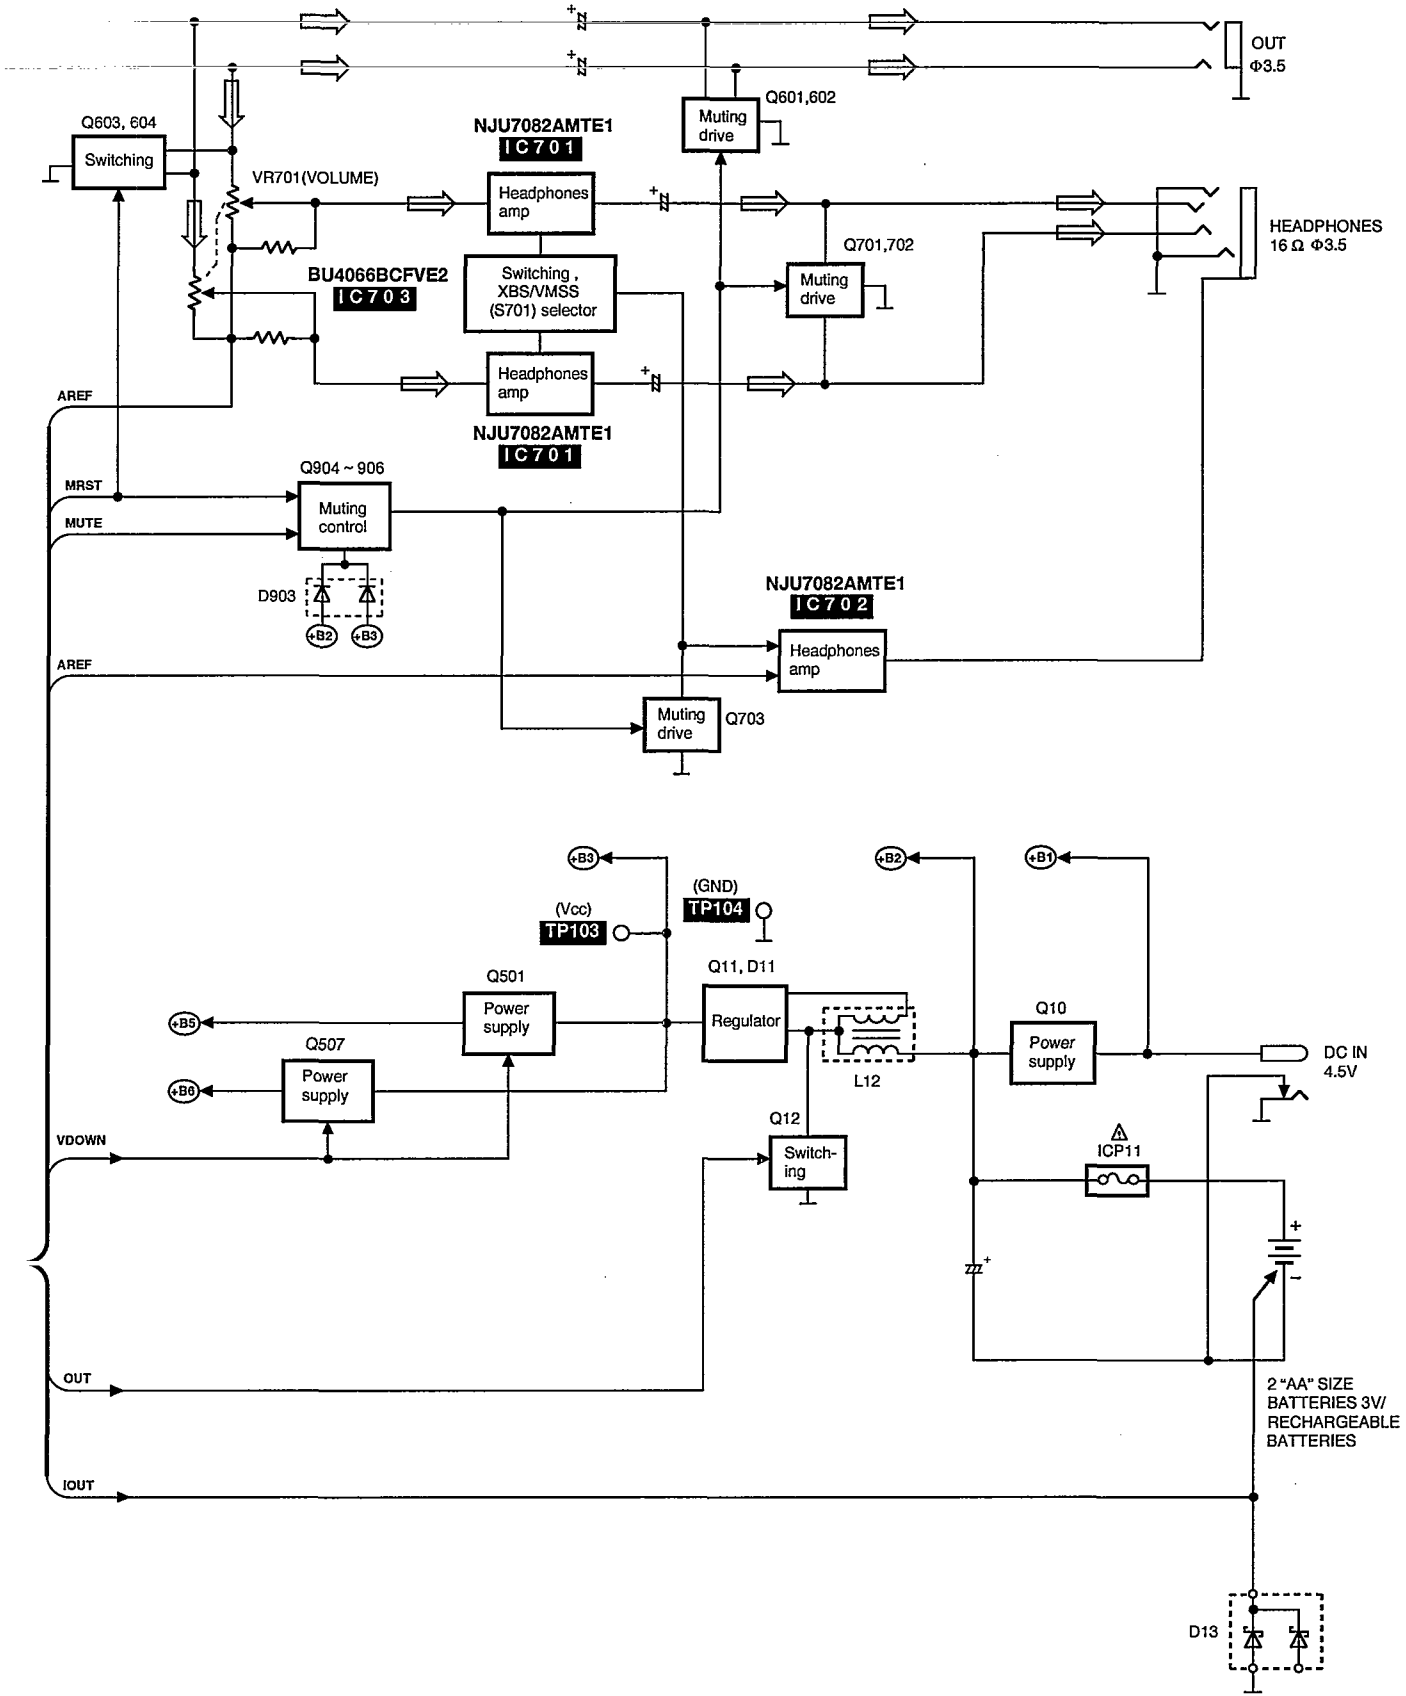 OUT
Φ3.5
Q601,602
Muting
drive
Q603, 604
Switching
NJU7082AMTE1
IC701
VR701(VOLUME)
Headphones
amp
HEADPHONES
16 Ω Φ3.5
Q701,702
Muting
drive
BU4066BCFVE2
IC703
Switching,
XBS/VMSS
(S701) selector
Headphones
amp
NJU7082AMTE1
IC701
AREF
Q904~906
MRST
Muting
control
MUTE
D903
+B2
+B3
NJU7082AMTE1
IC702
Headphones
amp
AREF
Muting
drive
Q703
+B3
+B2
+B1
(GND)
TP104
(Vcc)
TP103
Q11, D11
Regulator
Q501
Power
supply
+B5
Q10
Power
supply
DC IN
4.5V
L12
Q507
Power
supply
+B6
Q12
Switch-
ing
VDOWN
ICP11
+
−
+
2 "AA" SIZE
BATTERIES 3V/
RECHARGEABLE
BATTERIES
OUT
IOUT
D13